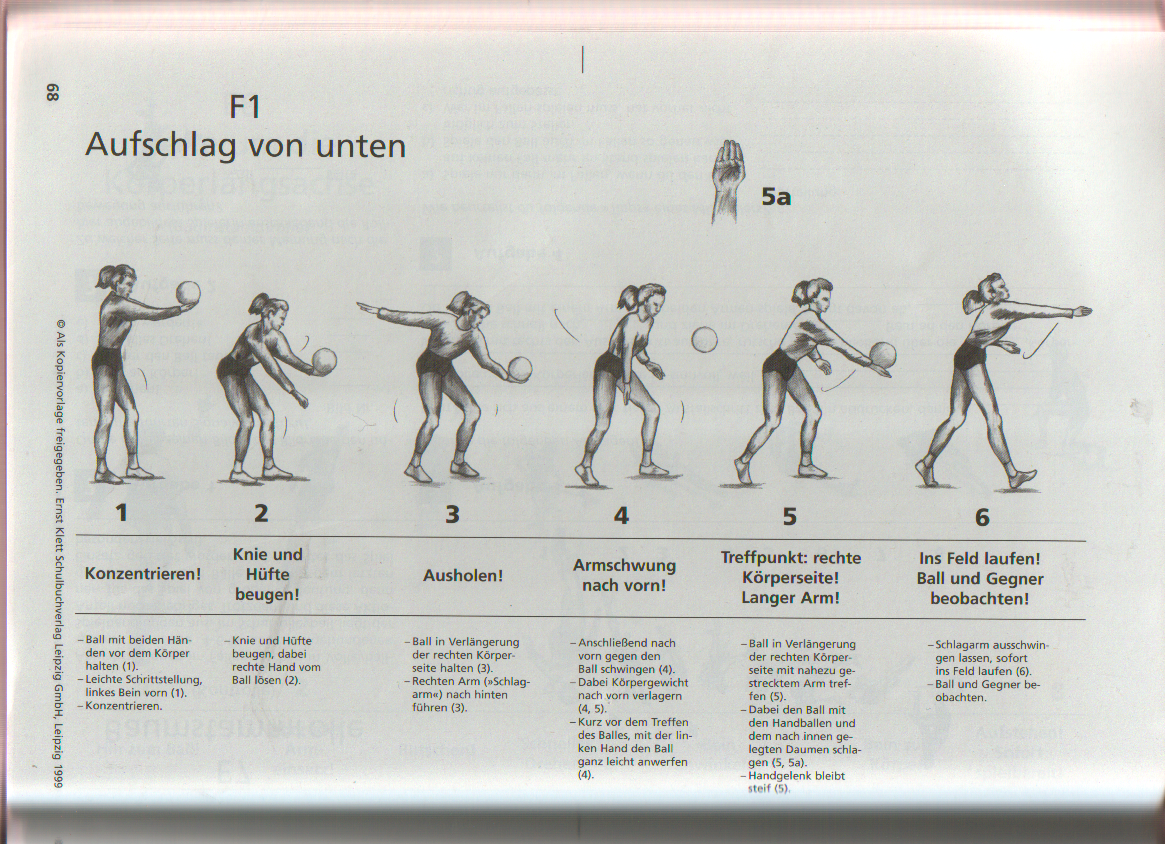 68
F1
Aufschlag von unten
5a
1
2
3
4
5
6
Konzentrieren!
Knie und
Hüfte
beugen!
Ausholen!
Armschwung
nach vorn!
Treffpunkt: rechte
Körperseite!
Langer Arm!
Ins Feld laufen!
Ball und Gegner
beobachten!
– Ball mit beiden Hän-
den vor dem Körper
halten (1).
– Leichte Schrittstellung,
linkes Bein vorn (1).
– Konzentrieren.
– Knie und Hüfte
beugen, dabei
rechte Hand vom
Ball lösen (2).
– Ball in Verlängerung
der rechten Körper-
seite halten (3).
– Rechten Arm (»Schlag-
arm«) nach hinten
führen (3).
– Anschließend nach
vorn gegen den
Ball schwingen (4).
– Dabei Körpergewicht
nach vorn verlagern
(4, 5).
– Kurz vor dem Treffen
des Balles, mit der lin-
ken Hand den Ball
ganz leicht anwerfen
(4).
– Ball in Verlängerung
der rechten Körper-
seite mit nahezu ge-
strecktem Arm tref-
fen (5).
– Dabei den Ball mit
den Handballen und
dem nach innen ge-
legten Daumen schla-
gen (5, 5a).
– Handgelenk bleibt
steif (5).
– Schlagarm ausschwin-
gen lassen, sofort
ins Feld laufen (6).
– Ball und Gegner be-
obachten.
© Als Kopiervorlage freigegeben. Ernst Klett Schulbuchverlag Leipzig GmbH, Leipzig 1999